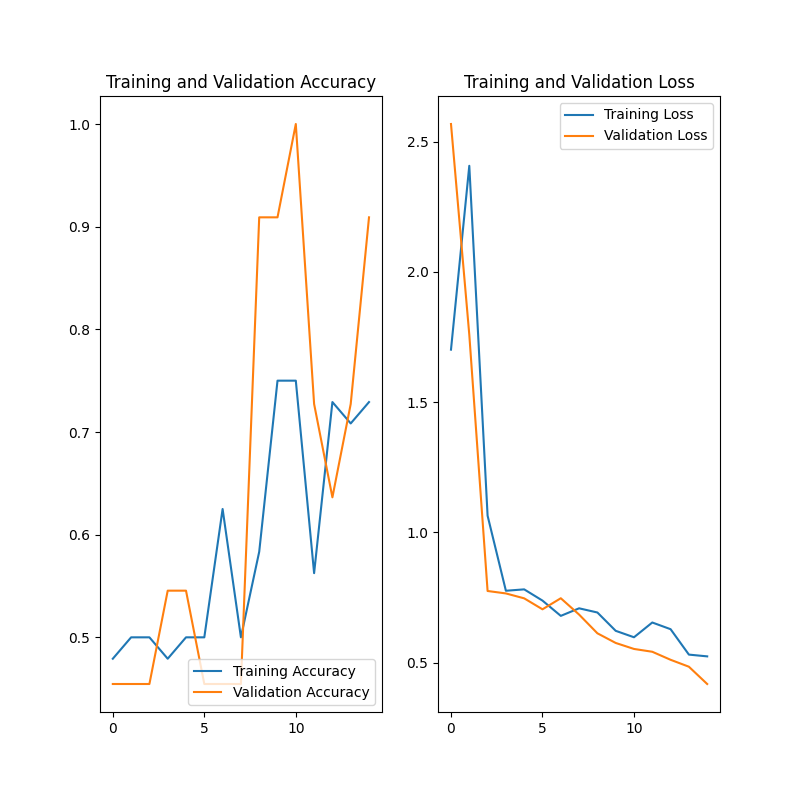 Training and Validation Accuracy
1.0
0.9
0.8
0.7
0.6
0.5
0
5
10
Training Accuracy
Validation Accuracy
Training and Validation Loss
2.5
2.0
1.5
1.0
0.5
0
5
10
Training Loss
Validation Loss